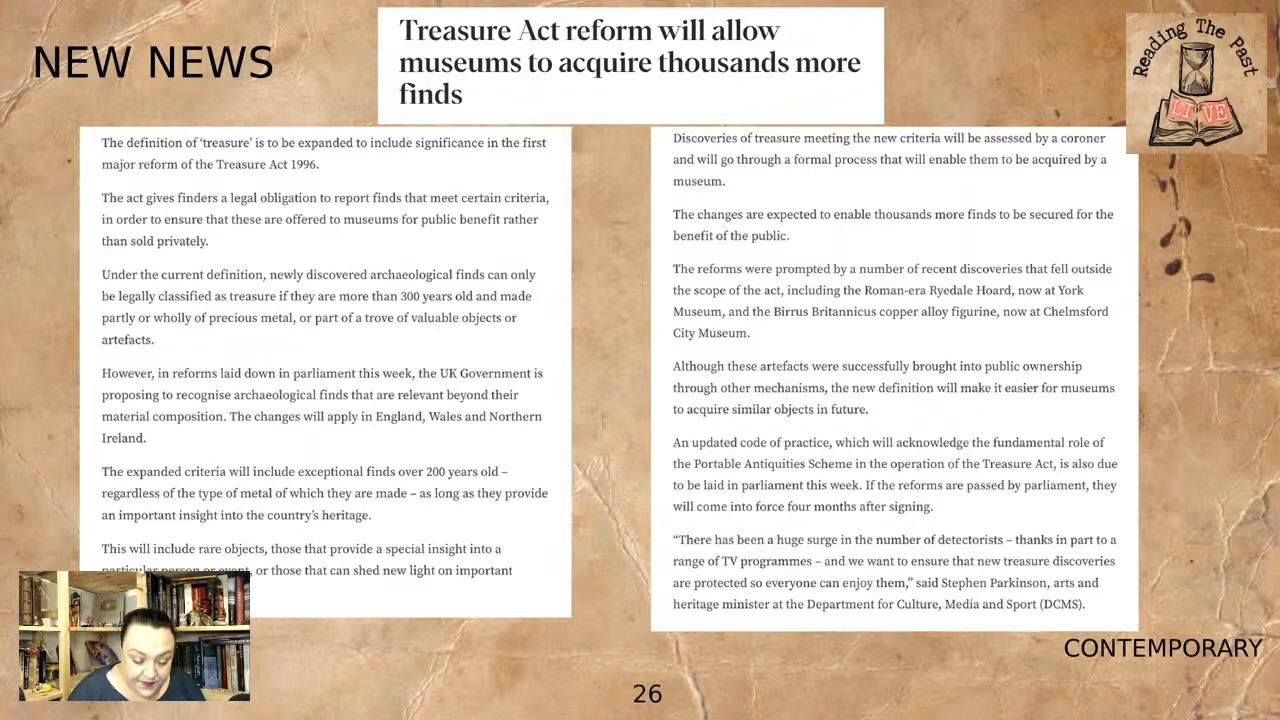 NEW NEWS
Treasure Act reform will allow
museums to acquire thousands more
finds
Reading The Past
LIVE
The definition of ‘treasure’ is to be expanded to include significance in the first
major reform of the Treasure Act 1996.
The act gives finders a legal obligation to report finds that meet certain criteria,
in order to ensure that these are offered to museums for public benefit rather
than sold privately.
Under the current definition, newly discovered archaeological finds can only
be legally classified as treasure if they are more than 300 years old and made
partly or wholly of precious metal, or part of a trove of valuable objects or
artefacts.
However, in reforms laid down in parliament this week, the UK Government is
proposing to recognise archaeological finds that are relevant beyond their
material composition. The changes will apply in England, Wales and Northern
Ireland.
The expanded criteria will include exceptional finds over 200 years old –
regardless of the type of metal of which they are made – as long as they provide
an important insight into the country’s heritage.
This will include rare objects, those that provide a special insight into a
particular person or event, or those that can shed new light on important
Discoveries of treasure meeting the new criteria will be assessed by a coroner
and will go through a formal process that will enable them to be acquired by a
museum.
The changes are expected to enable thousands more finds to be secured for the
benefit of the public.
The reforms were prompted by a number of recent discoveries that fell outside
the scope of the act, including the Roman-era Ryedale Hoard, now at York
Museum, and the Birrus Britannicus copper alloy figurine, now at Chelmsford
City Museum.
Although these artefacts were successfully brought into public ownership
through other mechanisms, the new definition will make it easier for museums
to acquire similar objects in future.
An updated code of practice, which will acknowledge the fundamental role of
the Portable Antiquities Scheme in the operation of the Treasure Act, is also due
to be laid in parliament this week. If the reforms are passed by parliament, they
will come into force four months after signing.
“There has been a huge surge in the number of detectorists – thanks in part to a
range of TV programmes – and we want to ensure that new treasure discoveries
are protected so everyone can enjoy them,” said Stephen Parkinson, arts and
heritage minister at the Department for Culture, Media and Sport (DCMS).
CONTEMPORARY
26